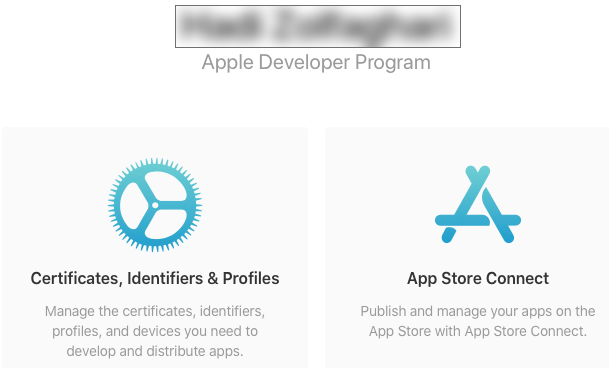 Apple Developer Program
Certificates, Identifiers & Profiles
Manage the certificates, identifiers,
profiles, and devices you need to
develop and distribute apps.
App Store Connect
Publish and manage your apps on the
App Store with App Store Connect.